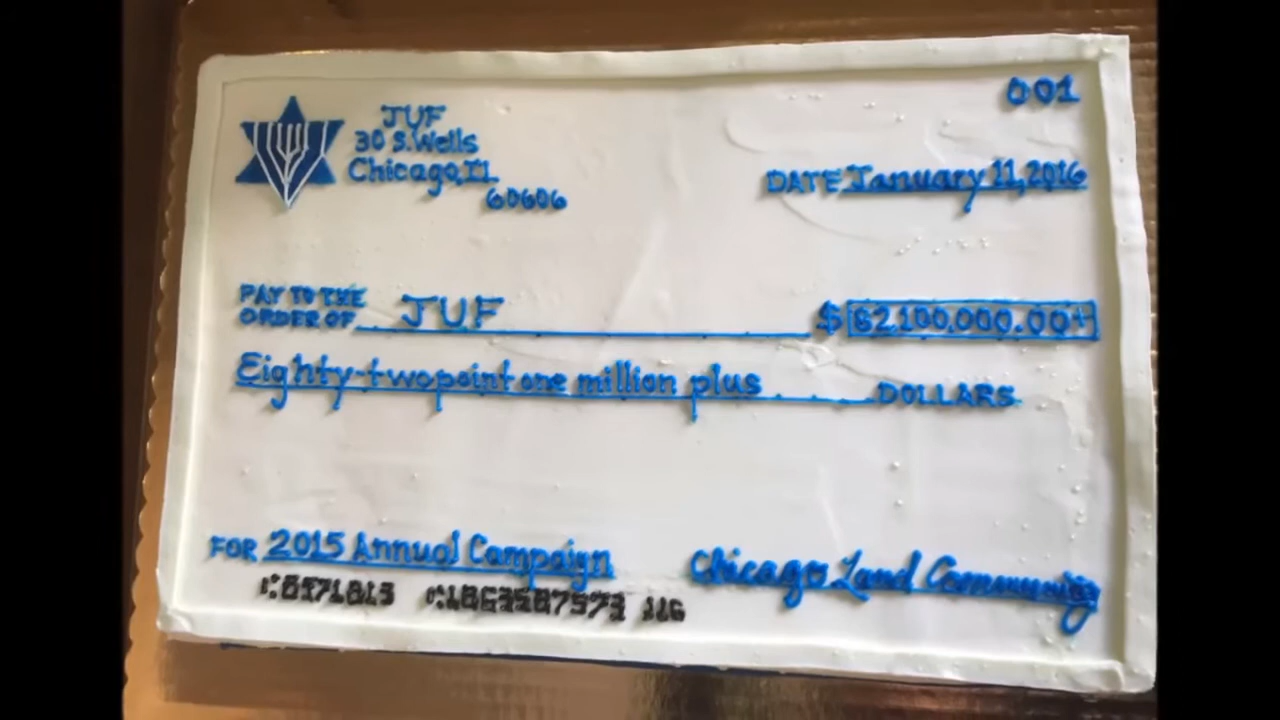 001
JUF
30 S. Wells
Chicago, IL
60606
DATE January 11, 2016
PAY TO THE
ORDER OF JUF $ 82,100,000.00+
Eighty-two point one million plus DOLLARS
FOR 2015 Annual Campaign
Chicago Land Community